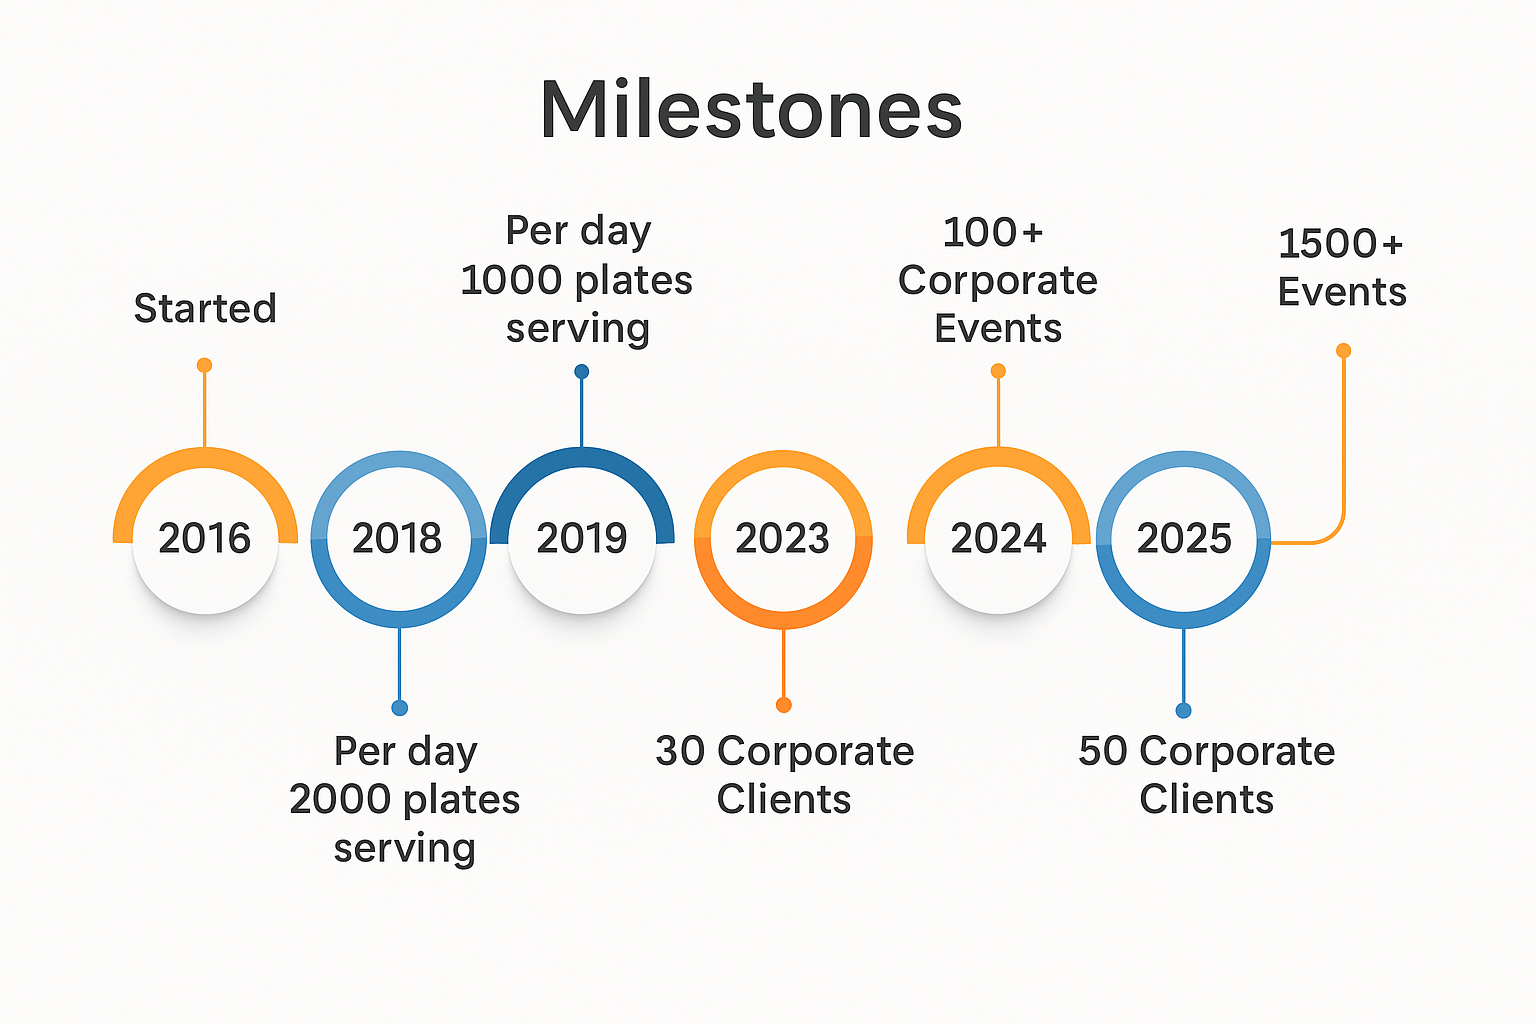 Milestones
Started
2016
2018
Per day
2000 plates
serving
Per day
1000 plates
serving
2019
2023
30 Corporate
Clients
100+
Corporate
Events
2024
2025
50 Corporate
Clients
1500+
Events